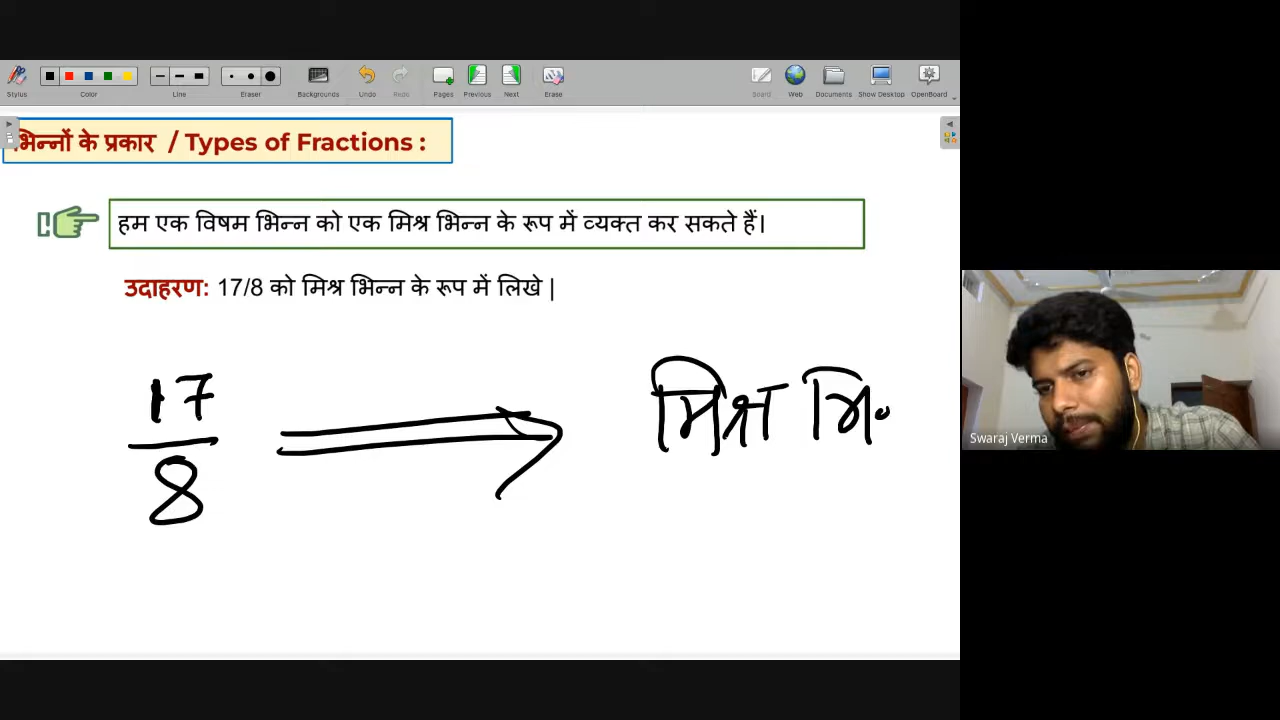 Stylus
Color
Line
Eraser
Backgrounds
Undo
Redo
Pages
Previous
Next
Erase
Board
Web
Documents
Show Desktop
OpenBoard
भिन्नों के प्रकार / Types of Fractions :
हम एक विषम भिन्न को एक मिश्र भिन्न के रूप में व्यक्त कर सकते हैं।
उदाहरण: 17/8 को मिश्र भिन्न के रूप में लिखे |
17
8
मिश्र भि॰
Swaraj Verma